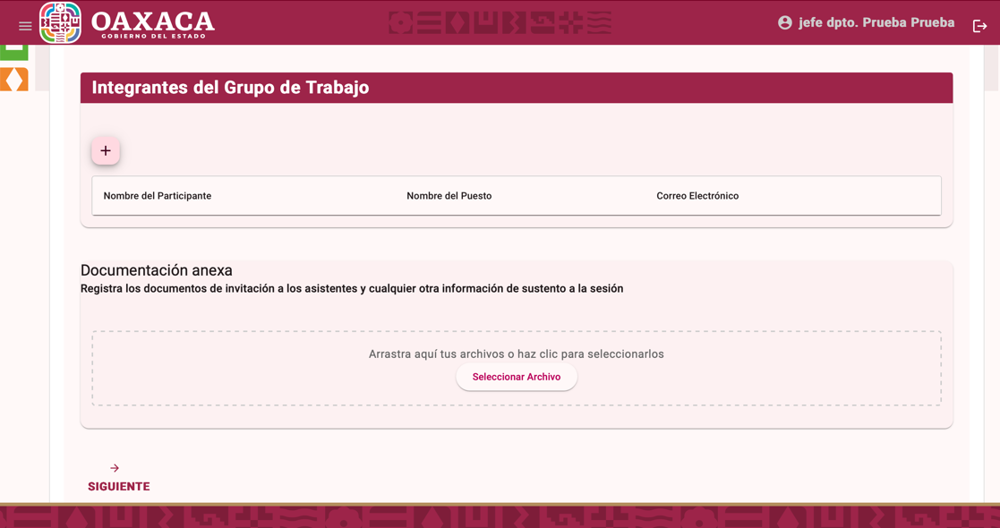 OAXACA
GOBIERNO DEL ESTADO
jefe dpto. Prueba Prueba
Integrantes del Grupo de Trabajo
+
Nombre del Participante Nombre del Puesto Correo Electrónico
Documentación anexa
Registra los documentos de invitación a los asistentes y cualquier otra información de sustento a la sesión
Arrastra aquí tus archivos o haz clic para seleccionarlos
Seleccionar Archivo
SIGUIENTE